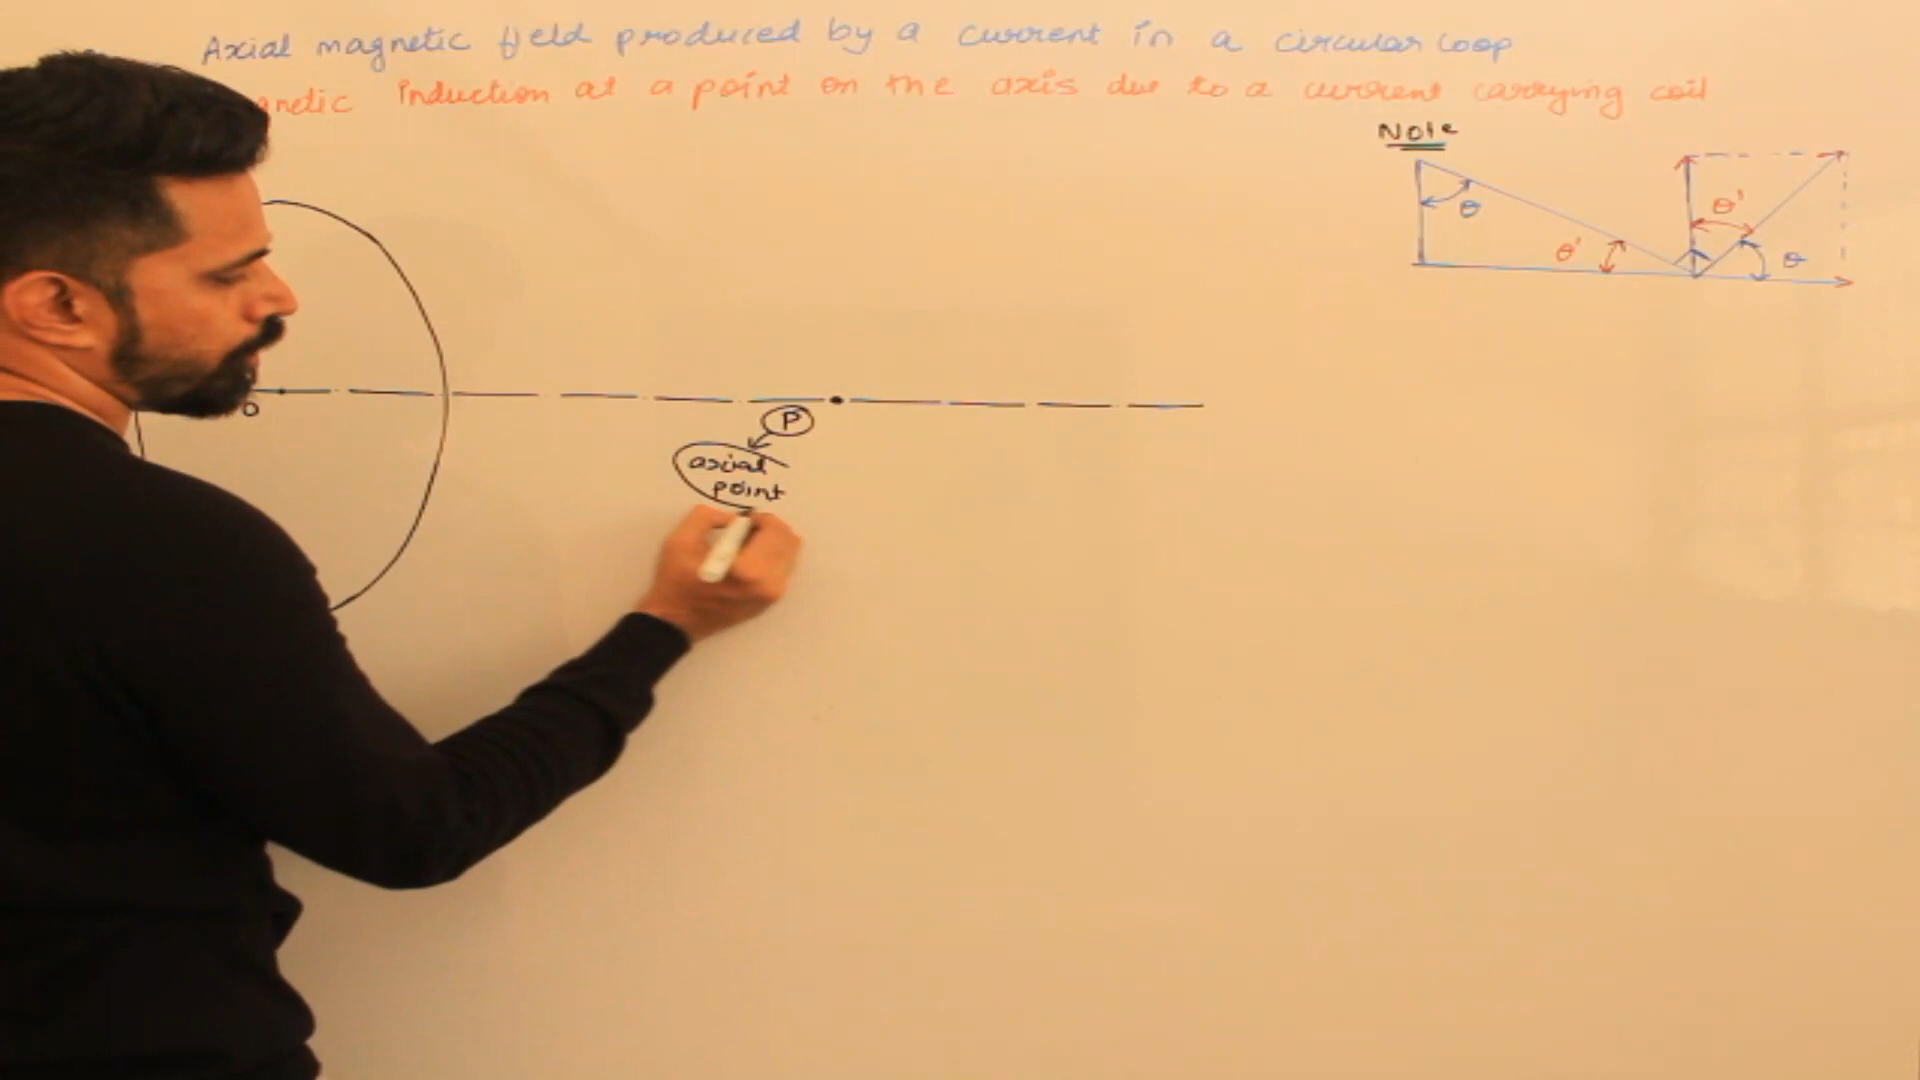 Axial magnetic field produced by a current in a circular loop
gnetic Induction at a point on the axis due to a current carrying coil
Note
θ
θ'
θ'
θ
O
P
axial
point